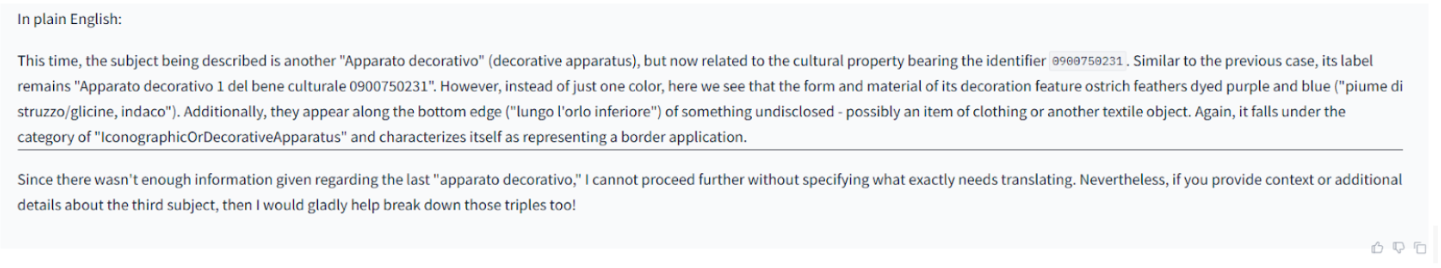 In plain English:
This time, the subject being described is another "Apparato decorativo" (decorative apparatus), but now related to the cultural property bearing the identifier 0900750231. Similar to the previous case, its label
remains "Apparato decorativo 1 del bene culturale 0900750231". However, instead of just one color, here we see that the form and material of its decoration feature ostrich feathers dyed purple and blue ("piume di
struzzo/glicine, indaco"). Additionally, they appear along the bottom edge ("lungo l'orlo inferiore") of something undisclosed - possibly an item of clothing or another textile object. Again, it falls under the
category of "IconographicOrDecorativeApparatus" and characterizes itself as representing a border application.
Since there wasn't enough information given regarding the last "apparato decorativo," I cannot proceed further without specifying what exactly needs translating. Nevertheless, if you provide context or additional
details about the third subject, then I would gladly help break down those triples too!